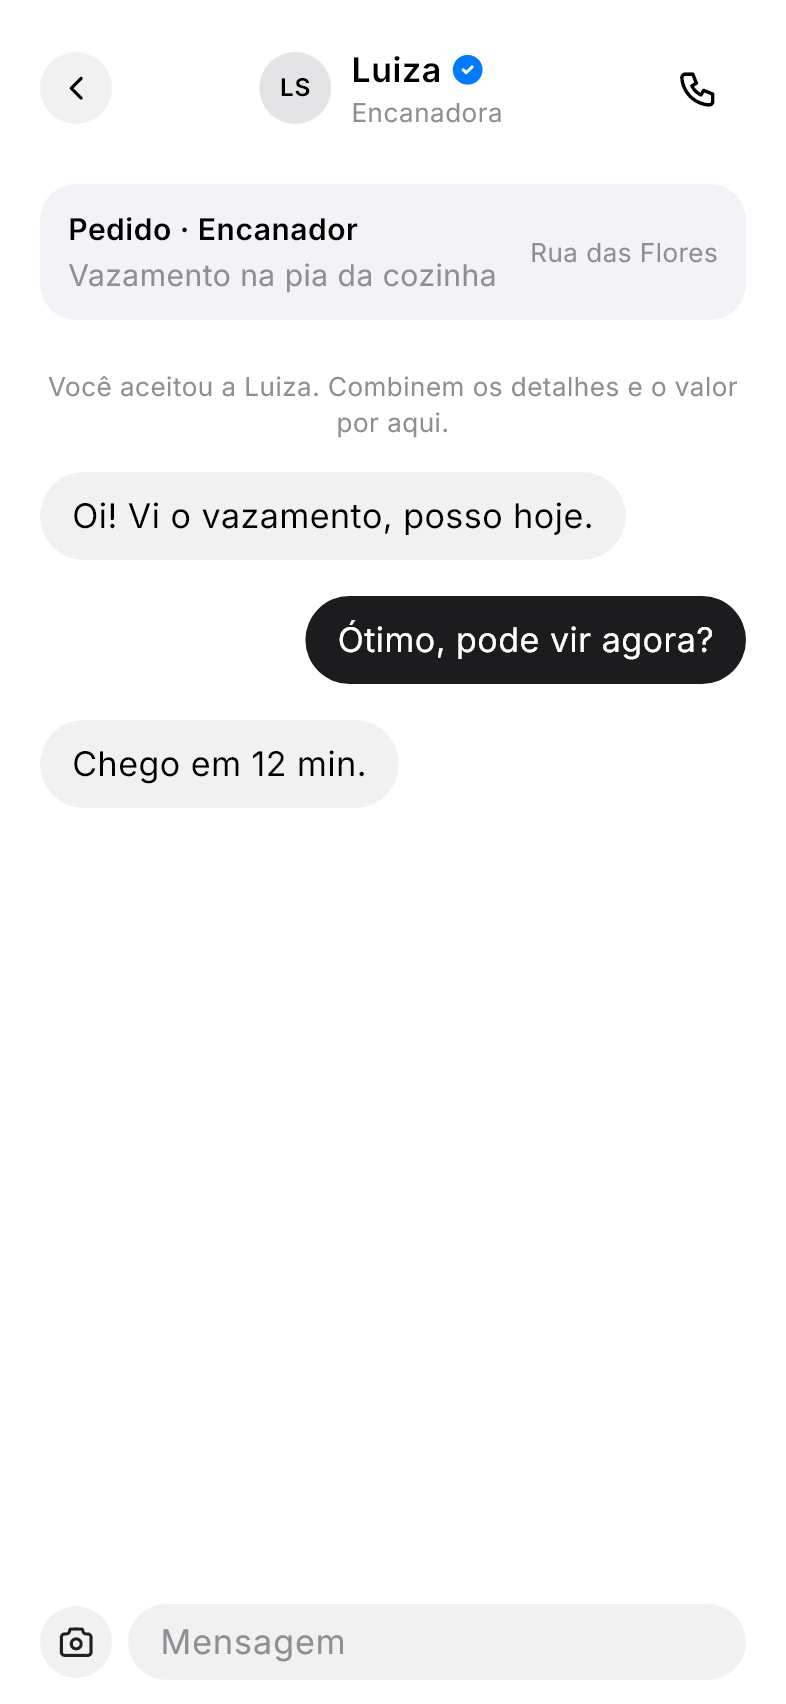 LS
Luiza
Encanadora
Pedido · Encanador
Vazamento na pia da cozinha
Rua das Flores
Você aceitou a Luiza. Combinem os detalhes e o valor
por aqui.
Oi! Vi o vazamento, posso hoje.
Ótimo, pode vir agora?
Chego em 12 min.
Mensagem